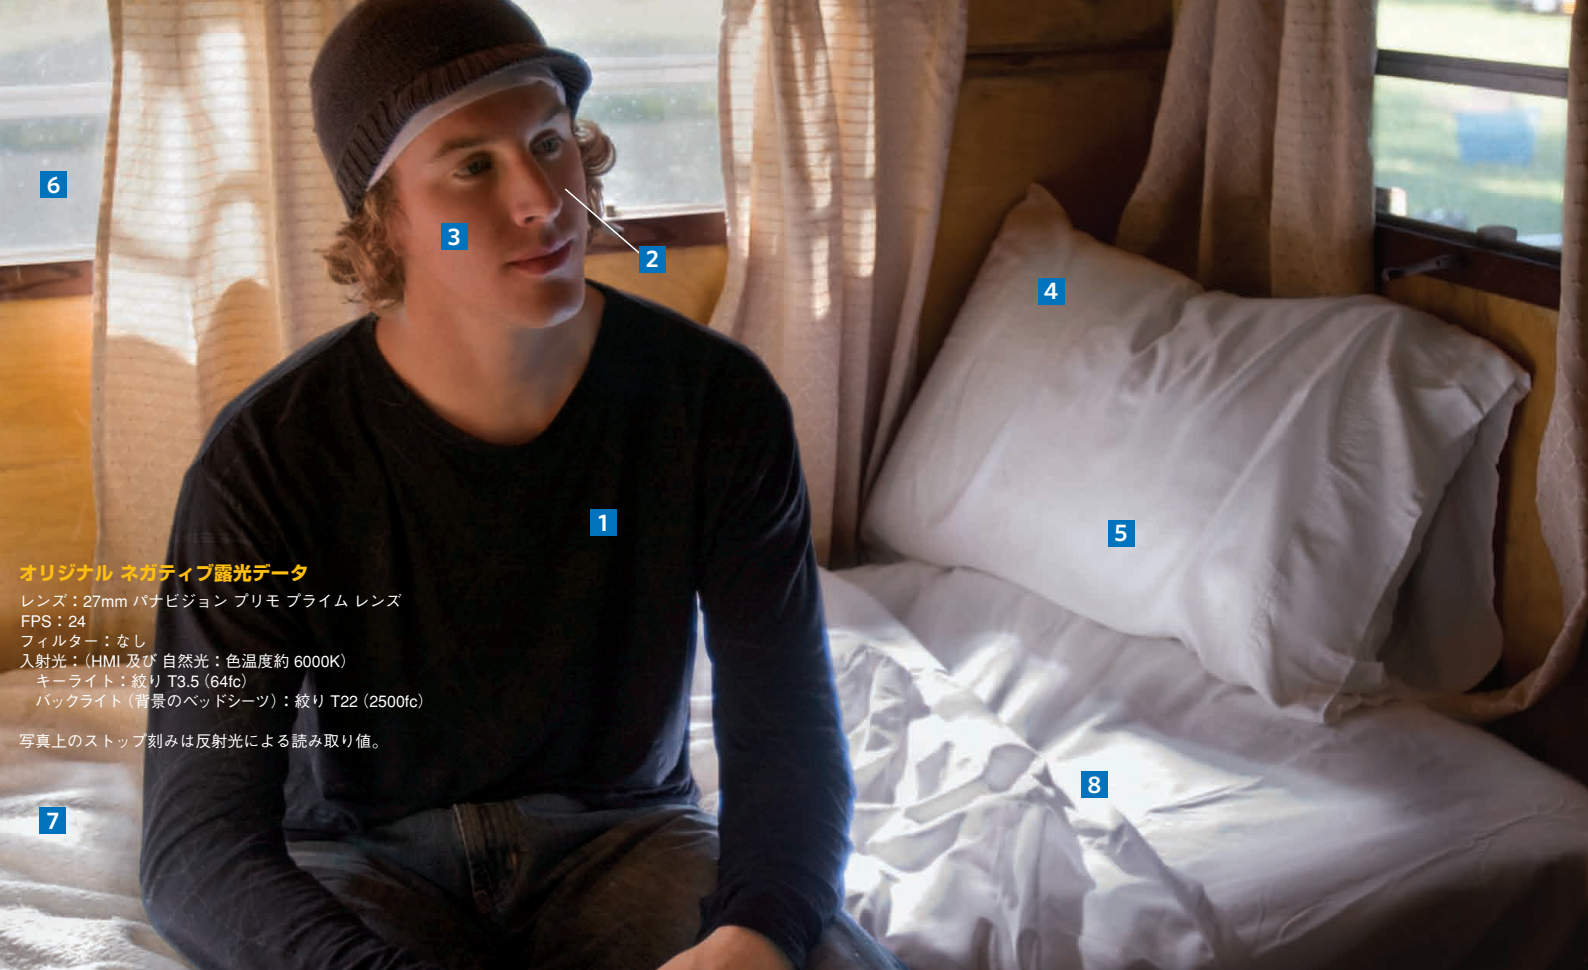 6
3
2
4
1
5
オリジナル ネガティブ露光データ
レンズ：27mm パナビジョン プリモ プライム レンズ
FPS：24
フィルター：なし
入射光：（HMI 及び 自然光：色温度約 6000K）
キーライト：絞り T3.5（64fc）
バックライト（背景のベッドシーツ）：絞り T22（2500fc）
写真上のストップ刻みは反射光による読み取り値。
8
7